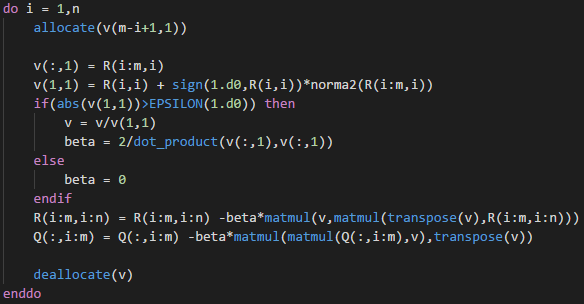 do i = 1,n
allocate(v(m-i+1,1))
v(:,1) = R(i:m,i)
v(1,1) = R(i,i) + sign(1.d0,R(i,i))*norma2(R(i:m,i))
if(abs(v(1,1))>EPSILON(1.d0)) then
v = v/v(1,1)
beta = 2/dot_product(v(:,1),v(:,1))
else
beta = 0
endif
R(i:m,i:n) = R(i:m,i:n) -beta*matmul(v,matmul(transpose(v),R(i:m,i:n)))
Q(:,i:m) = Q(:,i:m) -beta*matmul(matmul(Q(:,i:m),v),transpose(v))
deallocate(v)
enddo